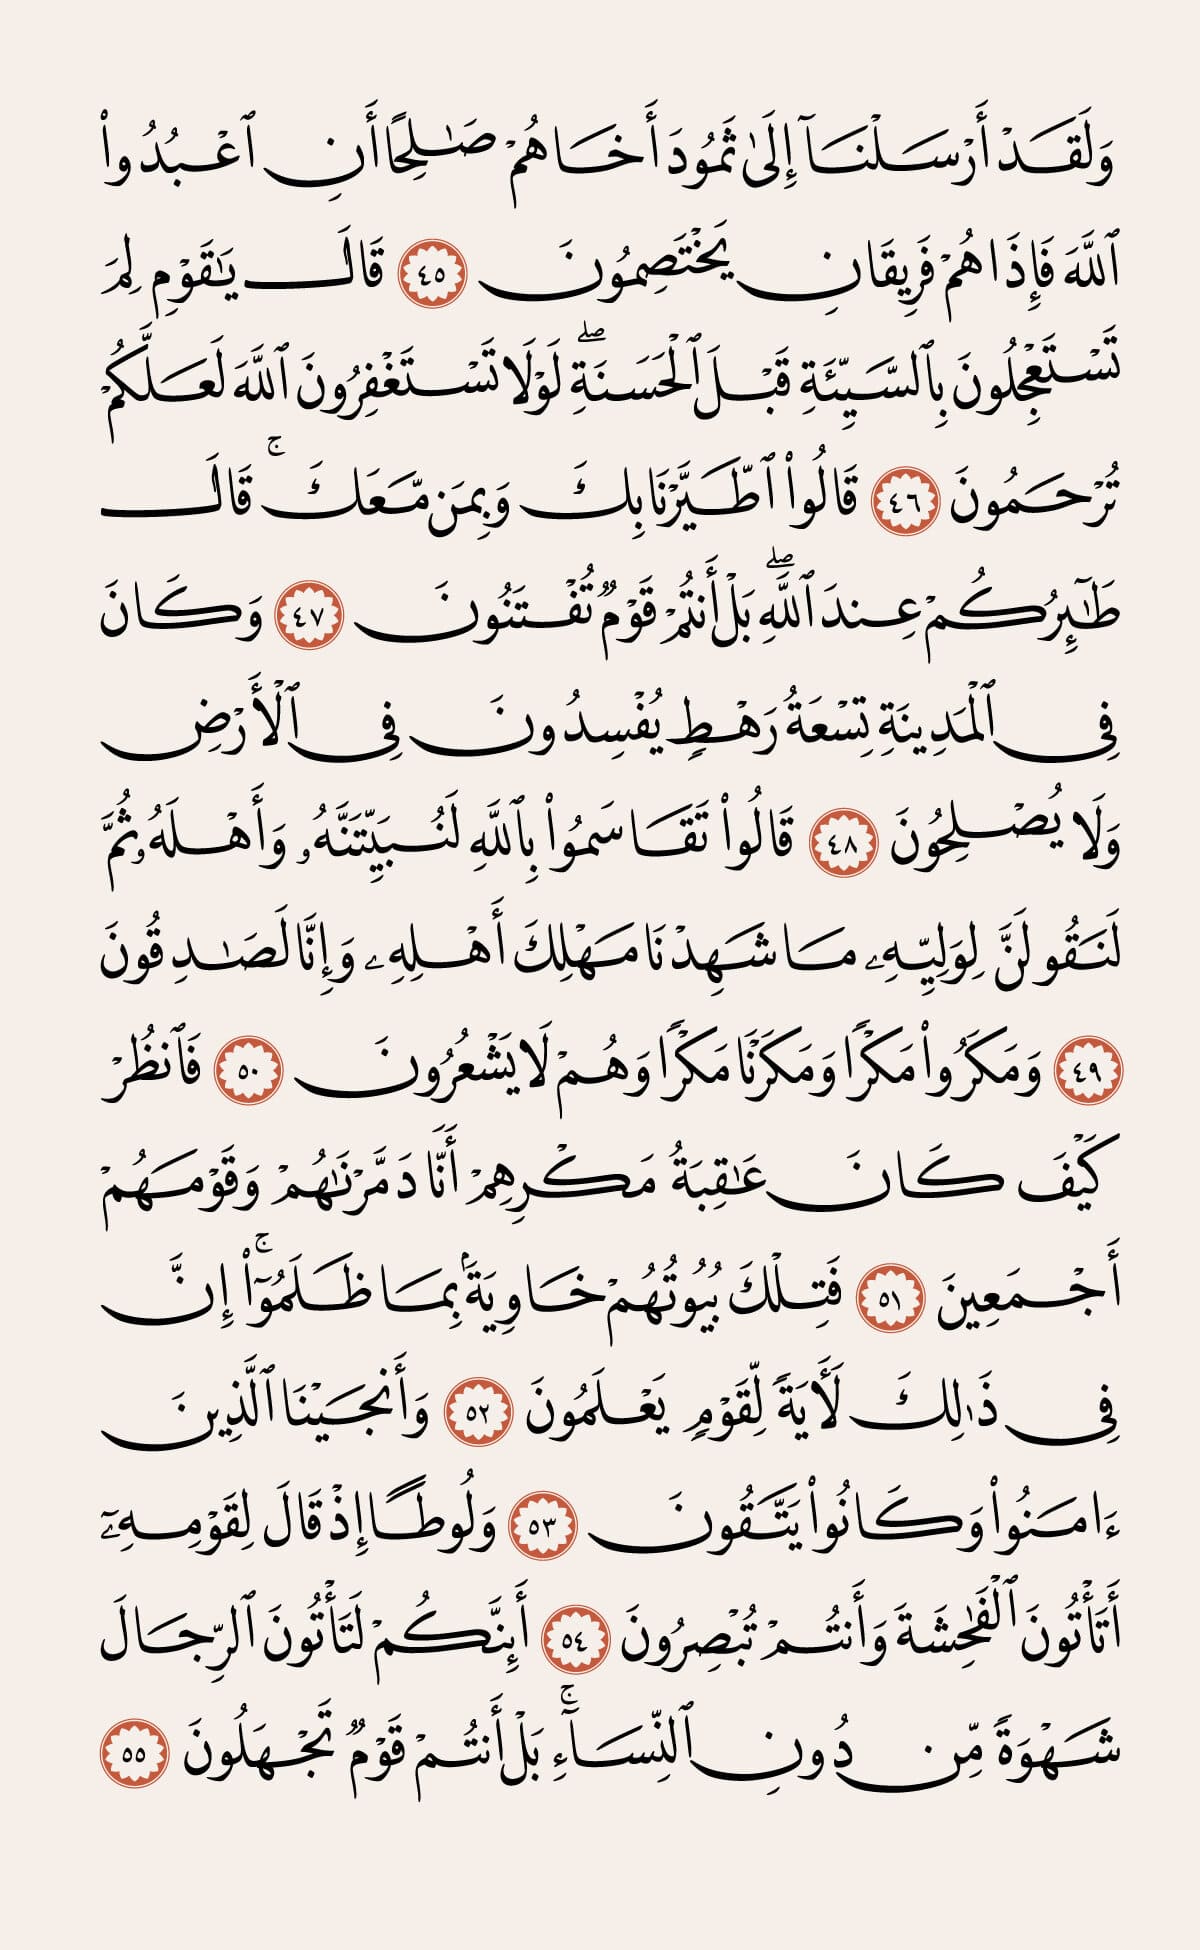 وَلَقَدْ أَرْسَلْنَآ إِلَىٰ ثَمُودَ أَخَاهُمْ صَـٰلِحًا أَنِ ٱعْبُدُوا۟
ٱللَّهَ فَإِذَا هُمْ فَرِيقَانِ يَخْتَصِمُونَ ٤٥ قَالَ يَـٰقَوْمِ لِمَ
تَسْتَعْجِلُونَ بِٱلسَّيِّئَةِ قَبْلَ ٱلْحَسَنَةِ ۖ لَوْلَا تَسْتَغْفِرُونَ ٱللَّهَ لَعَلَّكُمْ
تُرْحَمُونَ ٤٦ قَالُوا۟ ٱطَّيَّرْنَا بِكَ وَبِمَن مَّعَكَ ۚ قَالَ
طَـٰٓئِرُكُمْ عِندَ ٱللَّهِ ۖ بَلْ أَنتُمْ قَوْمٌ تُفْتَنُونَ ٤٧ وَكَانَ
فِى ٱلْمَدِينَةِ تِسْعَةُ رَهْطٍ يُفْسِدُونَ فِى ٱلْأَرْضِ
وَلَا يُصْلِحُونَ ٤٨ قَالُوا۟ تَقَاسَمُوا۟ بِٱللَّهِ لَنُبَيِّتَنَّهُۥ وَأَهْلَهُۥ ثُمَّ
لَنَقُولَنَّ لِوَلِيِّهِۦ مَا شَهِدْنَا مَهْلِكَ أَهْلِهِۦ وَإِنَّا لَصَـٰدِقُونَ
٤٩ وَمَكَرُوا۟ مَكْرًا وَمَكَرْنَا مَكْرًا وَهُمْ لَا يَشْعُرُونَ ٥٠ فَٱنظُرْ
كَيْفَ كَانَ عَـٰقِبَةُ مَكْرِهِمْ أَنَّا دَمَّرْنَـٰهُمْ وَقَوْمَهُمْ
أَجْمَعِينَ ٥١ فَتِلْكَ بُيُوتُهُمْ خَاوِيَةًۢ بِمَا ظَلَمُوٓا۟ ۚ إِنَّ
فِى ذَٰلِكَ لَـَٔايَةً لِّقَوْمٍ يَعْلَمُونَ ٥٢ وَأَنجَيْنَا ٱلَّذِينَ
ءَامَنُوا۟ وَكَانُوا۟ يَتَّقُونَ ٥٣ وَلُوطًا إِذْ قَالَ لِقَوْمِهِۦٓ
أَتَأْتُونَ ٱلْفَـٰحِشَةَ وَأَنتُمْ تُبْصِرُونَ ٥٤ أَئِنَّكُمْ لَتَأْتُونَ ٱلرِّجَالَ
شَهْوَةً مِّن دُونِ ٱلنِّسَآءِ ۚ بَلْ أَنتُمْ قَوْمٌ تَجْهَلُونَ ٥٥